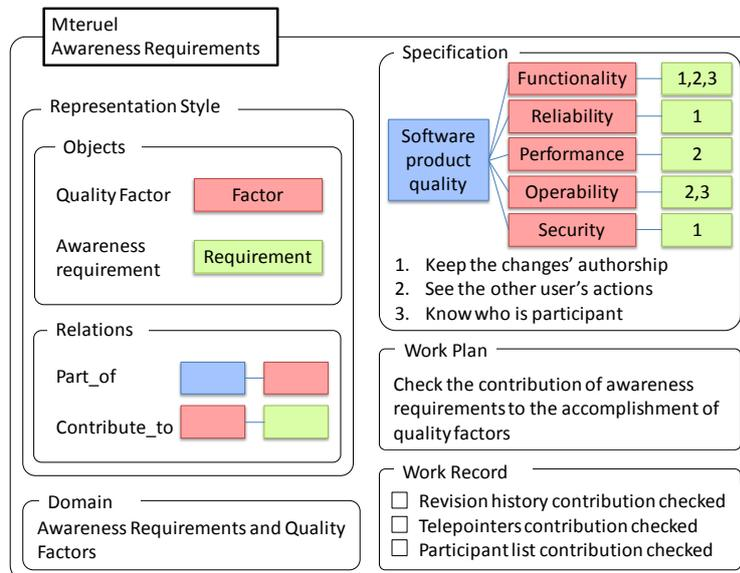 Mteruel
Awareness Requirements
Representation Style
Objects
Quality Factor
Factor
Awareness
requirement
Requirement
Relations
Part_of
Contribute_to
Domain
Awareness Requirements and Quality
Factors
Specification
Software
product
quality
Functionality
1,2,3
Reliability
1
Performance
2
Operability
2,3
Security
1
1. Keep the changes' authorship
2. See the other user's actions
3. Know who is participant
Work Plan
Check the contribution of awareness
requirements to the accomplishment of
quality factors
Work Record
Revision history contribution checked
Telepointers contribution checked
Participant list contribution checked